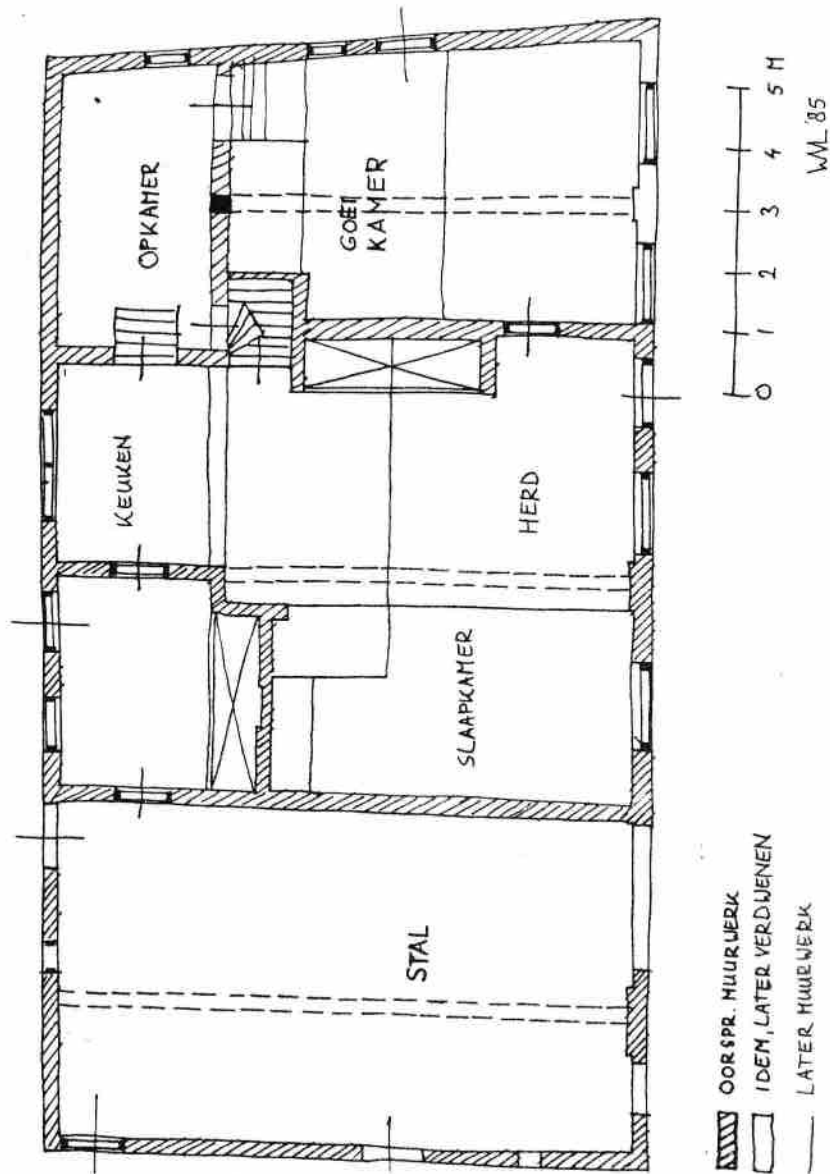 OPKAMER
GOEI
KAMER
KEUKEN
HERD
SLAAPKAMER
STAL
0 1 2 3 4 5 M
WML '85
OORSPR. MUURWERK
IDEM, LATER VERDWENEN
LATER MUURWERK